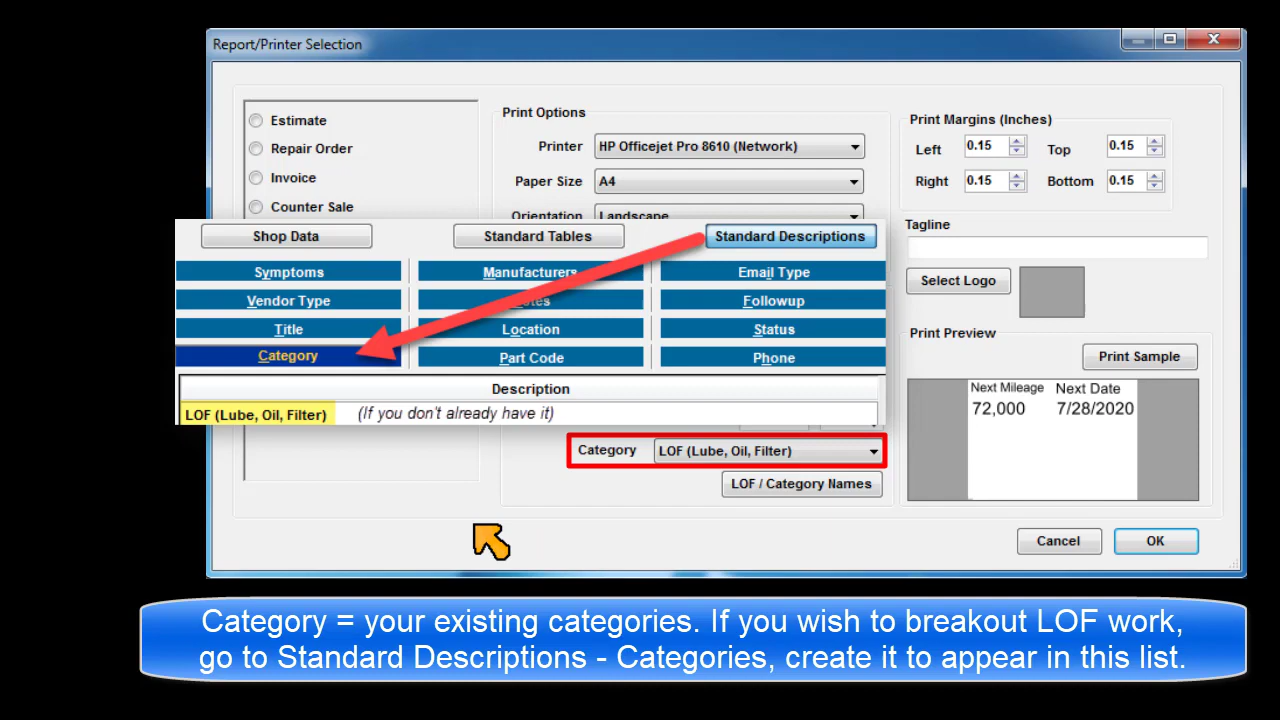 Report/Printer Selection
Estimate
Repair Order
Invoice
Counter Sale
Print Options
Printer HP Officejet Pro 8610 (Network)
Paper Size A4
Orientation Landscape
Print Margins (Inches)
Left 0.15 Top 0.15
Right 0.15 Bottom 0.15
Tagline
Select Logo
Print Preview
Print Sample
Next Mileage Next Date
72,000 7/28/2020
Shop Data Standard Tables Standard Descriptions
Symptoms Manufacturers Email Type
Vendor Type Followup
Title Location Status
Category Part Code Phone
Description
LOF (Lube, Oil, Filter) (If you don't already have it)
Category LOF (Lube, Oil, Filter)
LOF / Category Names
Cancel OK
Category = your existing categories. If you wish to breakout LOF work,
go to Standard Descriptions - Categories, create it to appear in this list.